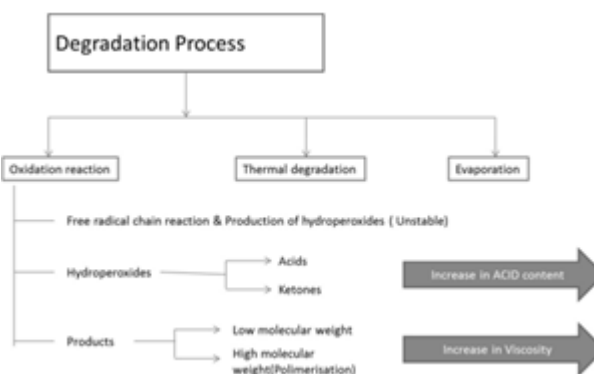 Degradation Process
Oxidation reaction
Thermal degradation
Evaporation
Free radical chain reaction & Production of hydroperoxides ( Unstable)
Hydroperoxides
Acids
Ketones
Increase in ACID content
Products
Low molecular weight
High molecular
weight(Polimerisation)
Increase in Viscosity